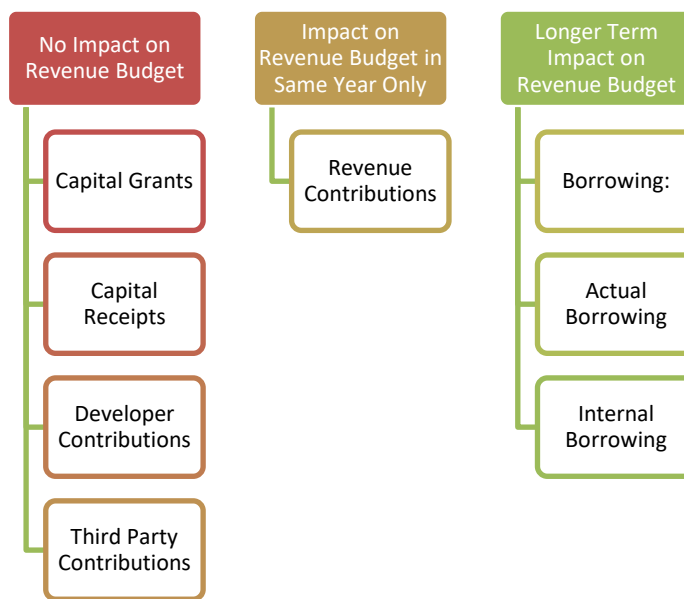 No Impact on
Revenue Budget
Capital Grants
Capital
Receipts
Developer
Contributions
Third Party
Contributions
Impact on
Revenue Budget in
Same Year Only
Revenue
Contributions
Longer Term
Impact on
Revenue Budget
Borrowing:
Actual
Borrowing
Internal
Borrowing